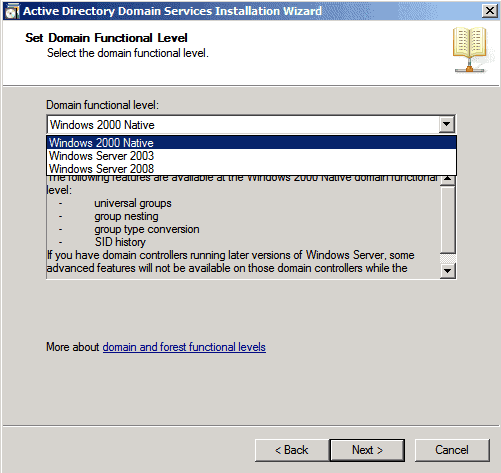 Active Directory Domain Services Installation Wizard
Set Domain Functional Level
Select the domain functional level.
Domain functional level:
Windows 2000 Native
Windows 2000 Native
Windows Server 2003
Windows Server 2008
The following features are available at the Windows 2000 Native domain functional
level:
- universal groups
- group nesting
- group type conversion
- SID history
If you have domain controllers running later versions of Windows Server, some
advanced features will not be available on those domain controllers while the
More about domain and forest functional levels
< Back
Next >
Cancel